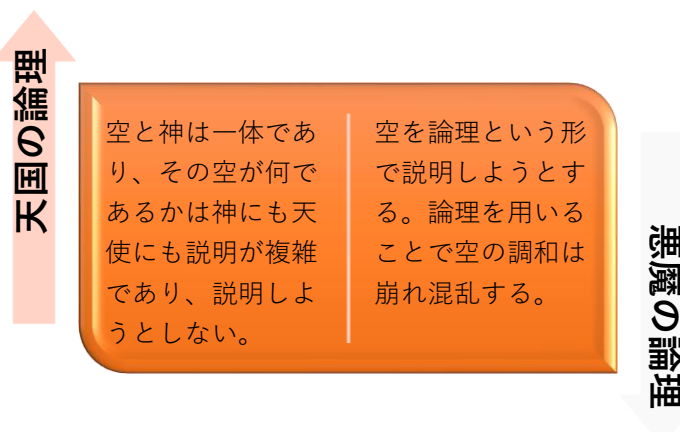 天国の論理
空と神は一体であ
り、その空が何で
あるかは神にも天
使にも説明が複雑
であり、説明しよ
うとしない。
空を論理という形
で説明しようとす
る。論理を用いる
ことで空の調和は
崩れ混乱する。
悪魔の論理